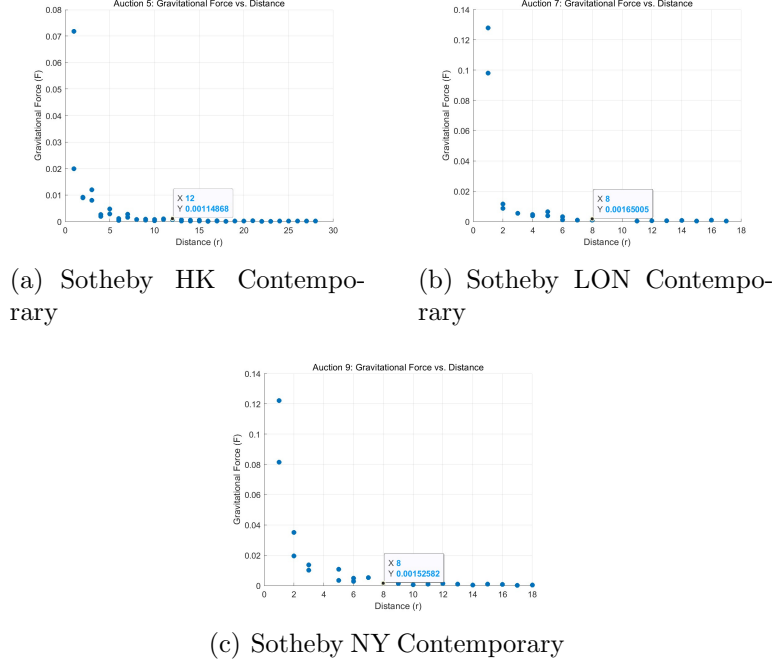 Auction 5: Gravitational Force vs. Distance
0.08
0.07
0.06
0.05
0.04
0.03
0.02
0.01
0
Gravitational Force (F)
X 12
Y 0.00114868
0 5 10 15 20 25 30
Distance (r)
(a) Sotheby HK Contempo-
rary
Auction 7: Gravitational Force vs. Distance
0.14
0.12
0.1
0.08
0.06
0.04
0.02
0
Gravitational Force (F)
X 8
Y 0.00165005
0 2 4 6 8 10 12 14 16 18
Distance (r)
(b) Sotheby LON Contempo-
rary
Auction 9: Gravitational Force vs. Distance
0.14
0.12
0.1
0.08
0.06
0.04
0.02
0
Gravitational Force (F)
X 8
Y 0.00152582
0 2 4 6 8 10 12 14 16 18
Distance (r)
(c) Sotheby NY Contemporary